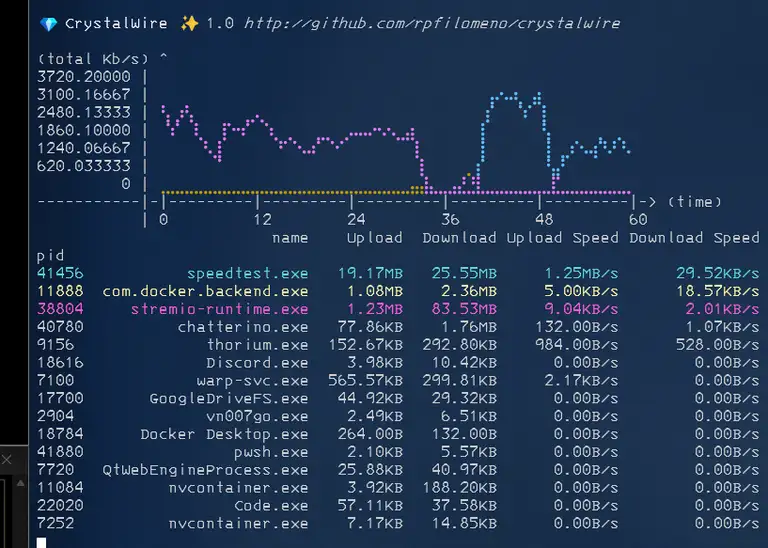 💎 CrystalWire ✨ 1.0 http://github.com/rpfilomeno/crystalwire
(total Kb/s) ^
3720.20000 |
3100.16667 |
2480.13333 |
1860.10000 |
1240.06667 |
620.033333 |
0 |
-----------|---------|---------|---------|---------|---------|-> (time)
| 0 12 24 36 48 60
name Upload Download Upload Speed Download Speed
pid
41456 speedtest.exe 19.17MB 25.55MB 1.25MB/s 29.52KB/s
11888 com.docker.backend.exe 1.08MB 2.36MB 5.00KB/s 18.57KB/s
38804 stremio-runtime.exe 1.23MB 83.53MB 9.04KB/s 2.01KB/s
40780 chatterino.exe 77.86KB 1.76MB 132.00B/s 1.07KB/s
9156 thorium.exe 152.67KB 292.80KB 984.00B/s 528.00B/s
18616 Discord.exe 3.98KB 10.42KB 0.00B/s 0.00B/s
7100 warp-svc.exe 565.57KB 299.81KB 2.17KB/s 0.00B/s
17700 GoogleDriveFS.exe 44.92KB 29.32KB 0.00B/s 0.00B/s
2904 vn007go.exe 2.49KB 6.51KB 0.00B/s 0.00B/s
18784 Docker Desktop.exe 264.00B 132.00B 0.00B/s 0.00B/s
41880 pwsh.exe 2.10KB 5.57KB 0.00B/s 0.00B/s
7720 QtWebEngineProcess.exe 25.88KB 40.97KB 0.00B/s 0.00B/s
11084 nvcontainer.exe 3.92KB 188.20KB 0.00B/s 0.00B/s
22020 Code.exe 57.11KB 37.58KB 0.00B/s 0.00B/s
7252 nvcontainer.exe 7.17KB 14.85KB 0.00B/s 0.00B/s